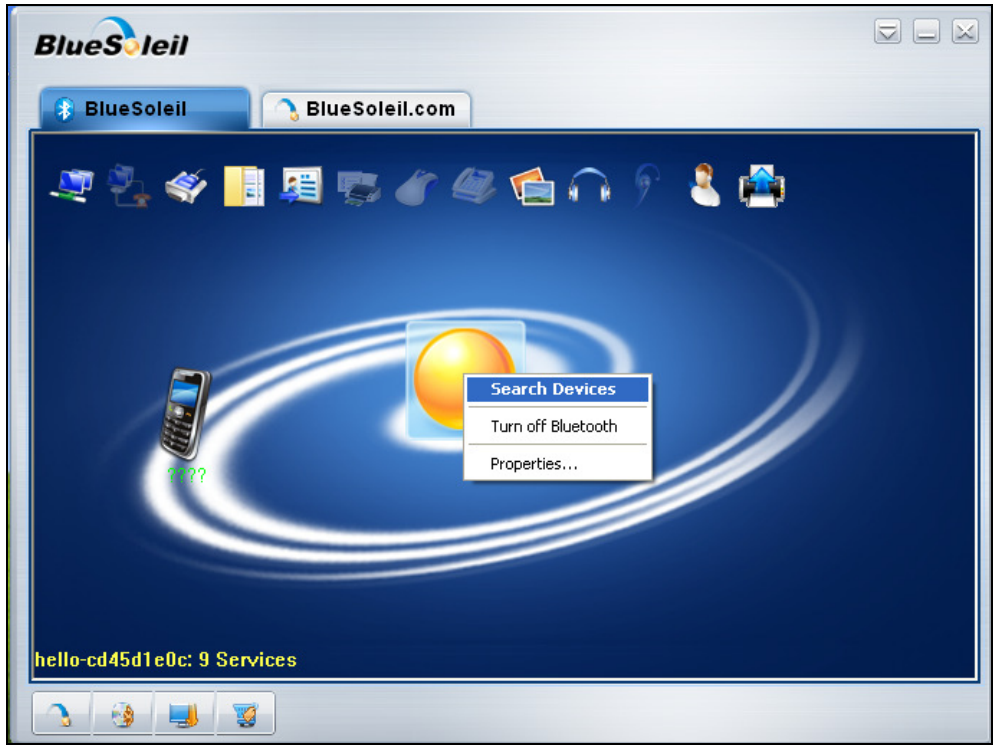 BlueSoleil
BlueSoleil
BlueSoleil.com
Search Devices
Turn off Bluetooth
Properties...
????
hello-cd45d1e0c: 9 Services